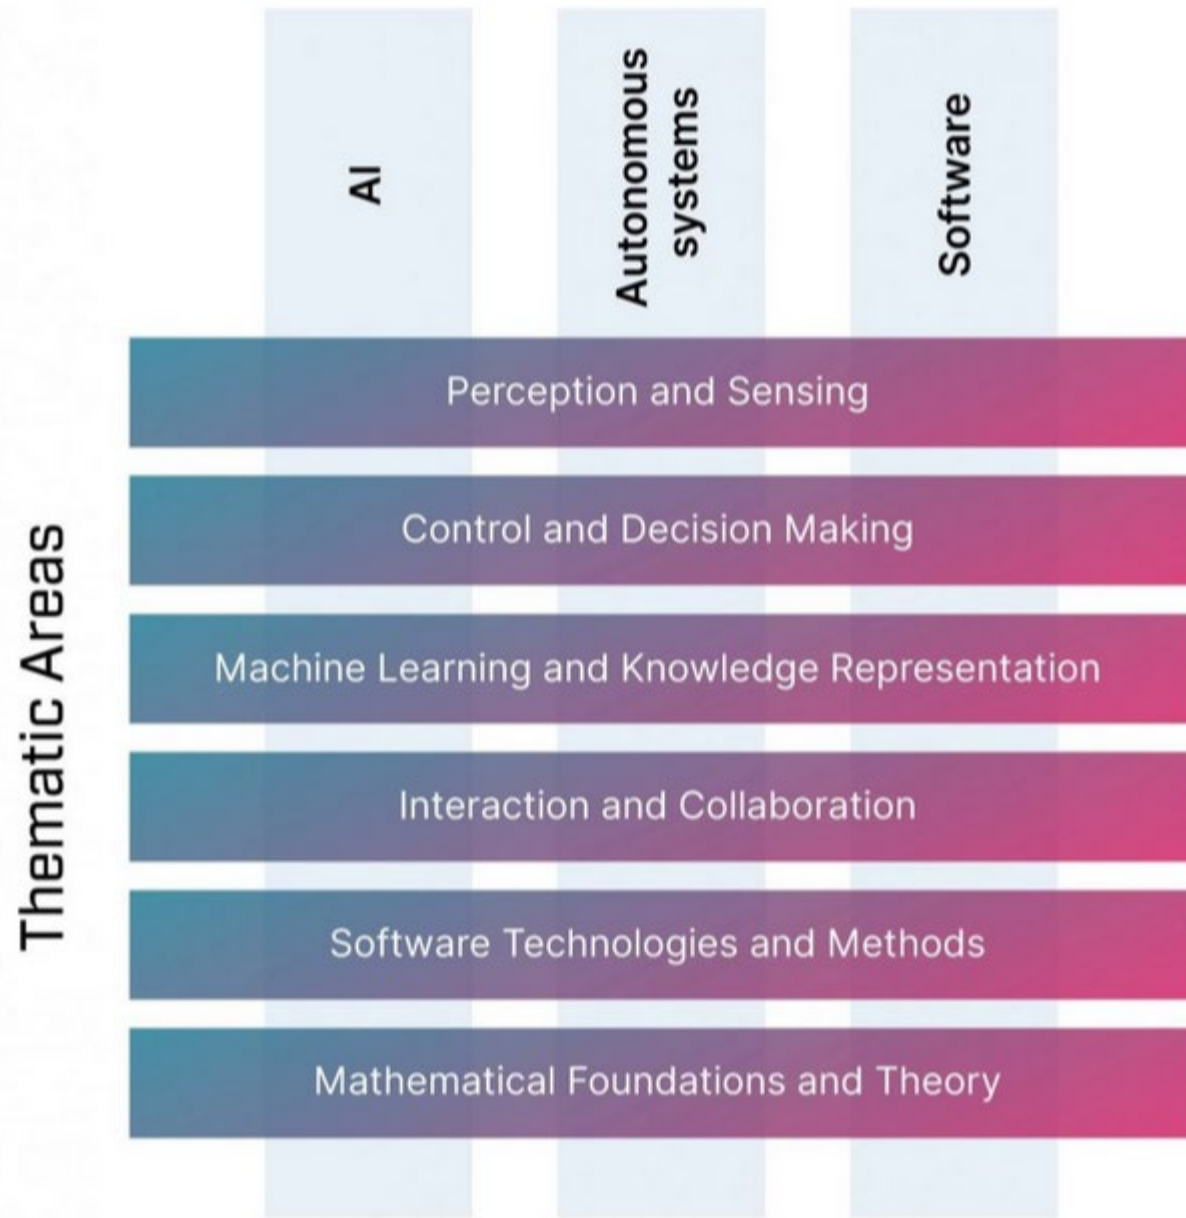 AI
Autonomous
systems
Software
Thematic Areas
Perception and Sensing
Control and Decision Making
Machine Learning and Knowledge Representation
Interaction and Collaboration
Software Technologies and Methods
Mathematical Foundations and Theory